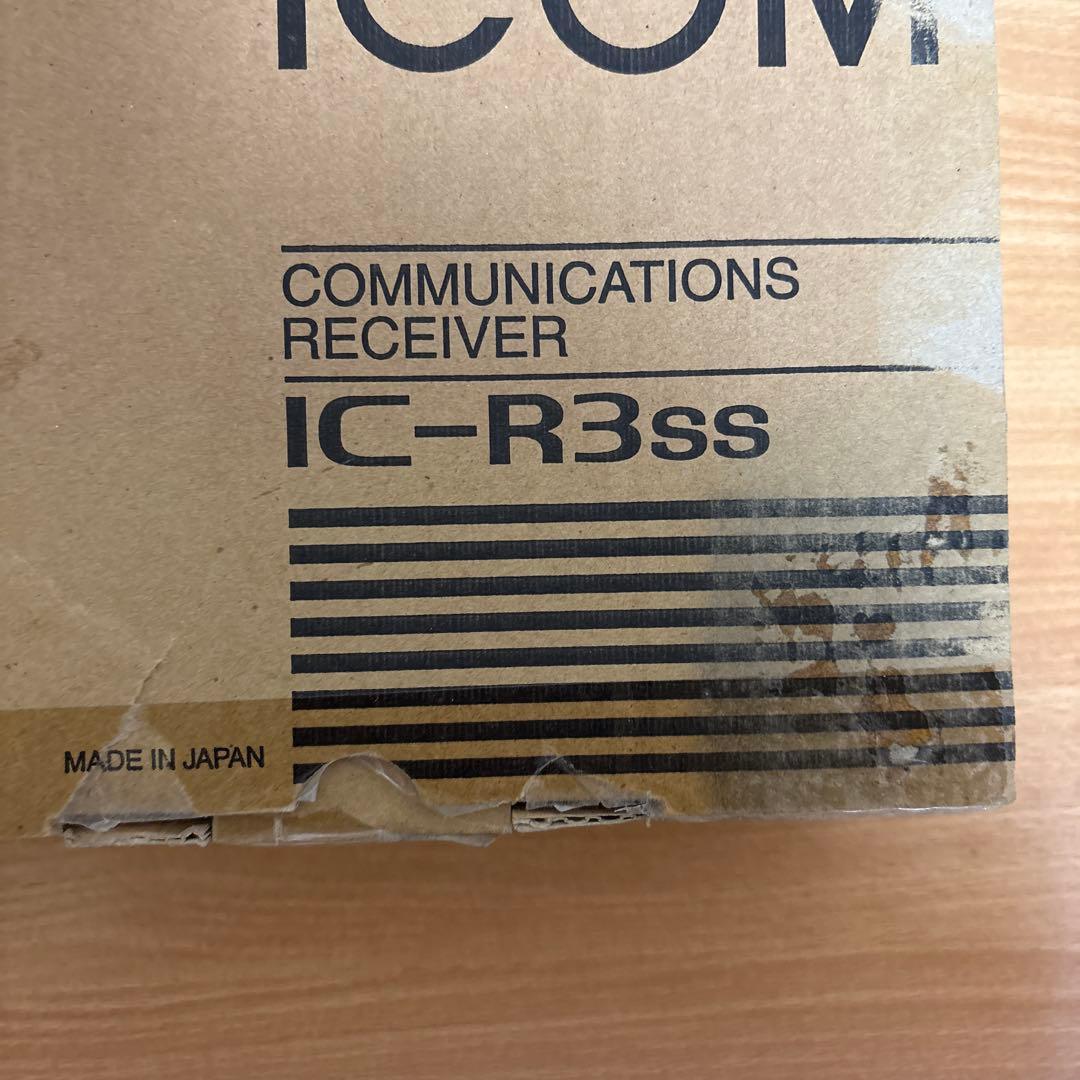 ICOM
COMMUNICATIONS
RECEIVER
IC-R3ss
MADE IN JAPAN